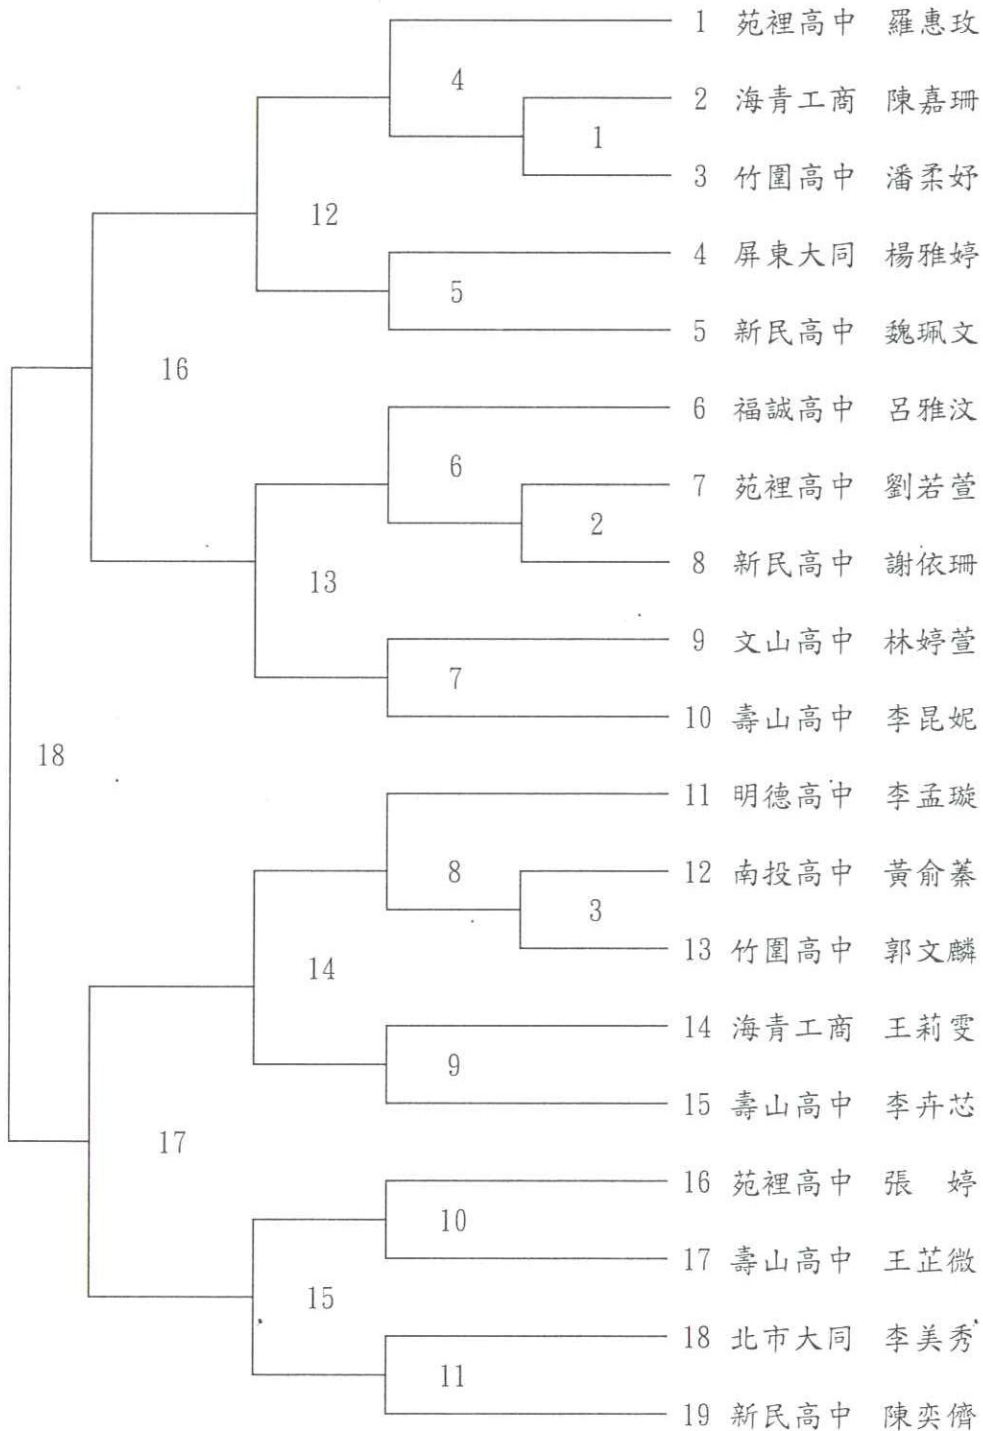 1 苑裡高中 羅惠玫
4
2 海青工商 陳嘉珊
1
3 竹圍高中 潘柔妤
12
4 屏東大同 楊雅婷
5
5 新民高中 魏珮文
16
6 福誠高中 呂雅汶
6
7 苑裡高中 劉若萱
2
8 新民高中 謝依珊
13
9 文山高中 林婷萱
7
10 壽山高中 李昆妮
18
11 明德高中 李孟璇
8
12 南投高中 黃俞蓁
3
13 竹圍高中 郭文麟
14
14 海青工商 王莉雯
9
15 壽山高中 李卉芯
17
16 苑裡高中 張 婷
10
17 壽山高中 王芷微
15
18 北市大同 李美秀
11
19 新民高中 陳奕儕